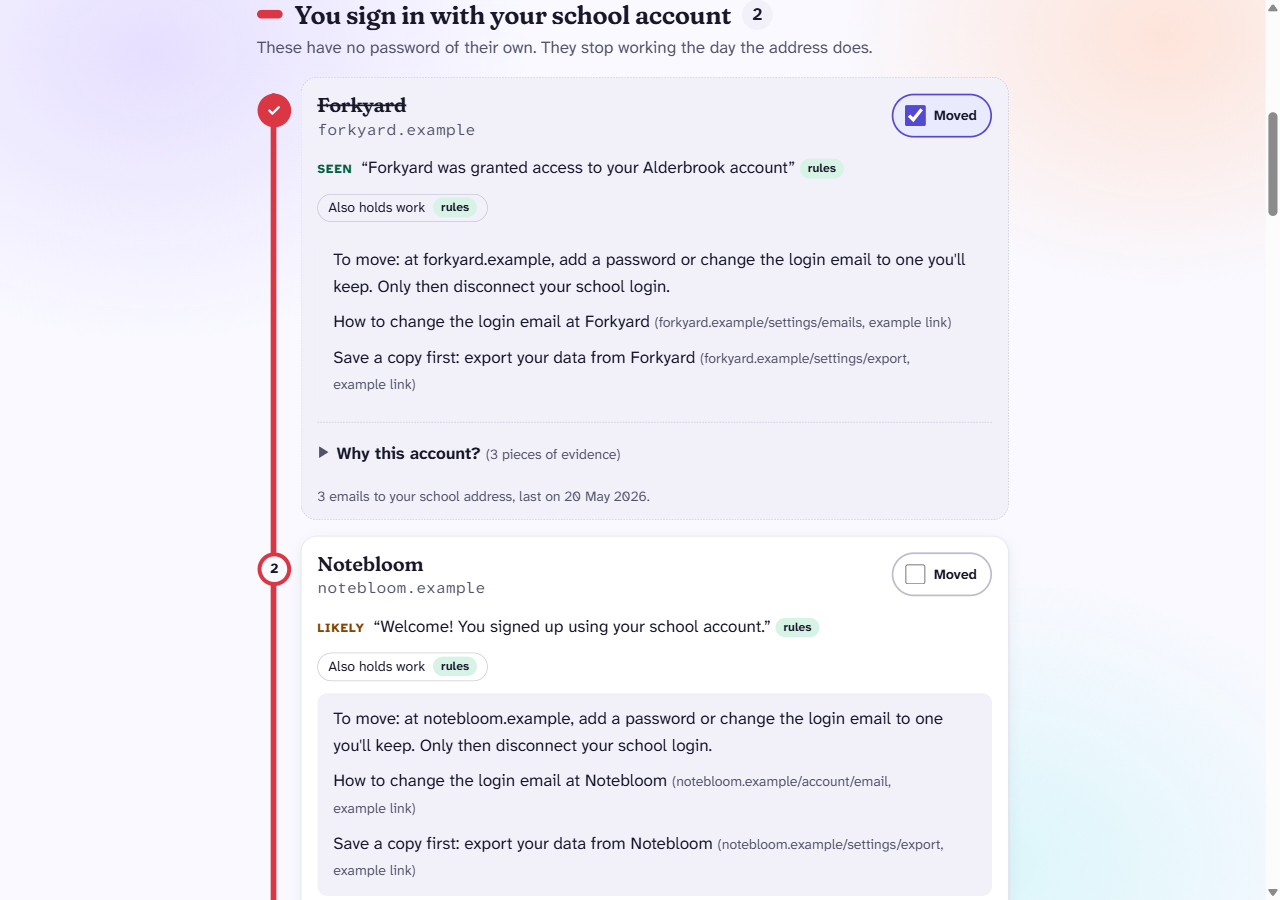 You sign in with your school account 2
These have no password of their own. They stop working the day the address does.
Forkyard
forkyard.example
Moved
SEEN “Forkyard was granted access to your Alderbrook account” rules
Also holds work rules
To move: at forkyard.example, add a password or change the login email to one you'll
keep. Only then disconnect your school login.
How to change the login email at Forkyard (forkyard.example/settings/emails, example link)
Save a copy first: export your data from Forkyard (forkyard.example/settings/export,
example link)
Why this account? (3 pieces of evidence)
3 emails to your school address, last on 20 May 2026.
2
Notebloom
notebloom.example
Moved
LIKELY “Welcome! You signed up using your school account.” rules
Also holds work rules
To move: at notebloom.example, add a password or change the login email to one
you'll keep. Only then disconnect your school login.
How to change the login email at Notebloom (notebloom.example/account/email,
example link)
Save a copy first: export your data from Notebloom (notebloom.example/settings/export,
example link)